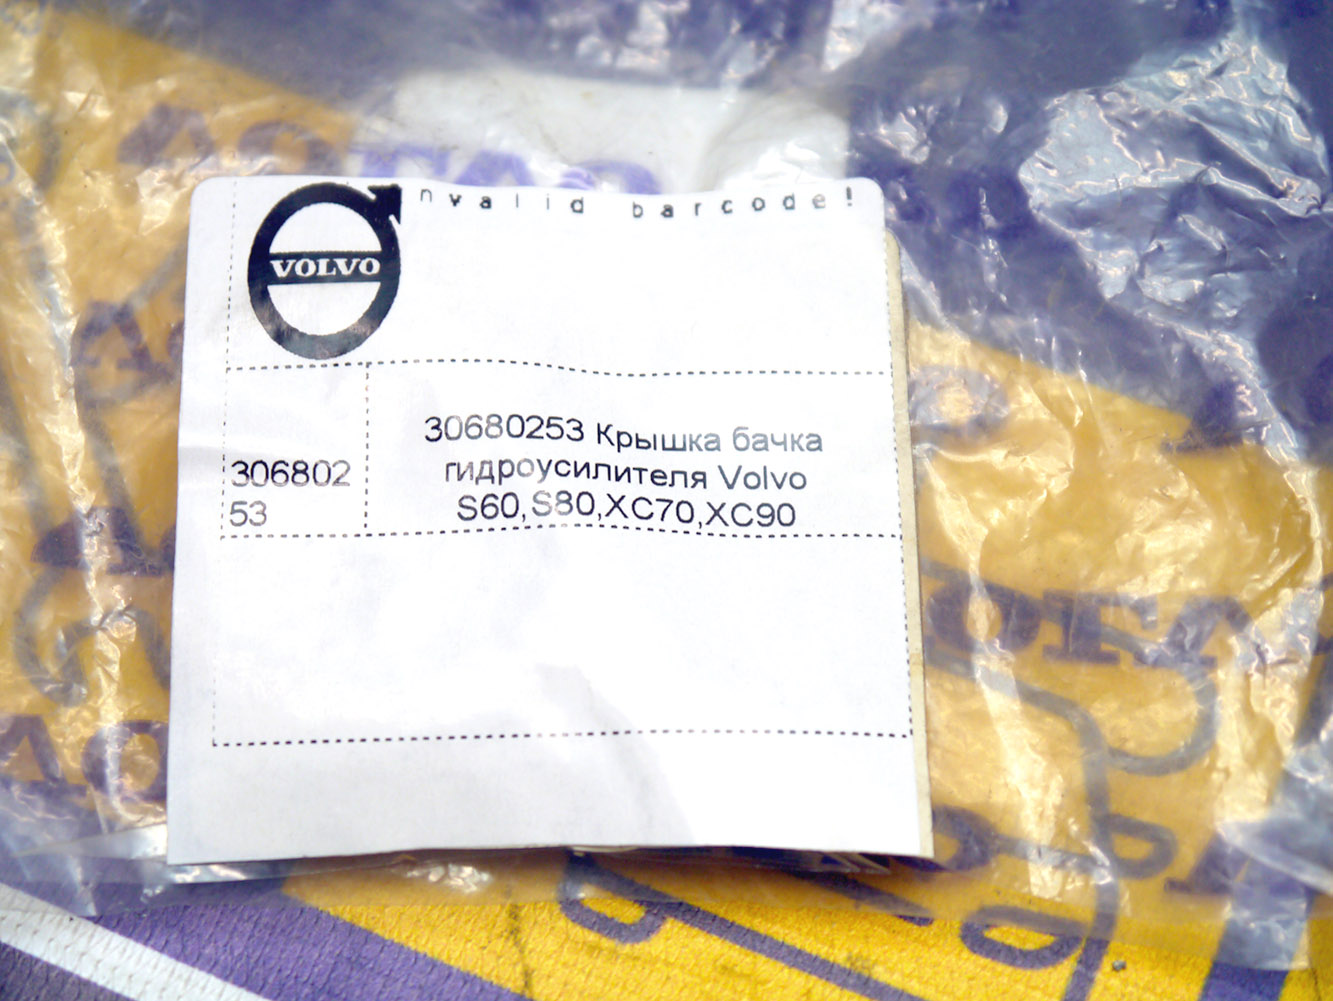 nvalid barcode!
VOLVO
306802
53
30680253 Крышка бачка
гидроусилителя Volvo
S60,S80,XC70,XC90